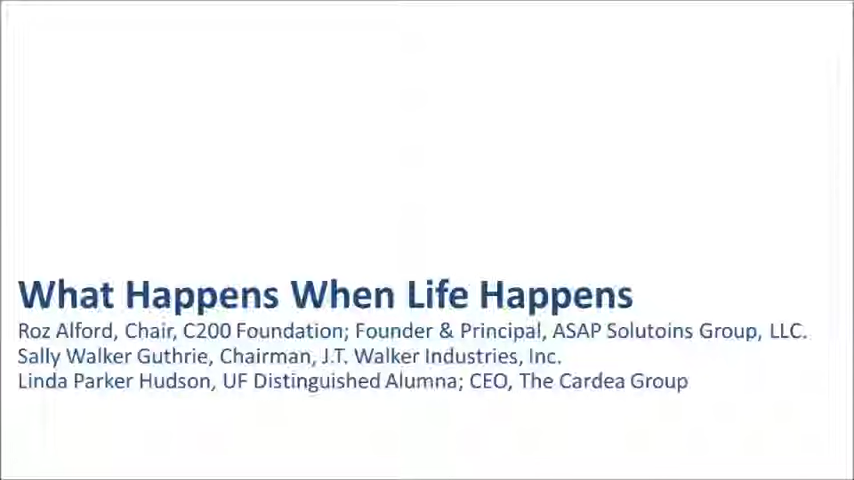 What Happens When Life Happens
Roz Alford, Chair, C200 Foundation; Founder & Principal, ASAP Solutoins Group, LLC.
Sally Walker Guthrie, Chairman, J.T. Walker Industries, Inc.
Linda Parker Hudson, UF Distinguished Alumna; CEO, The Cardea Group